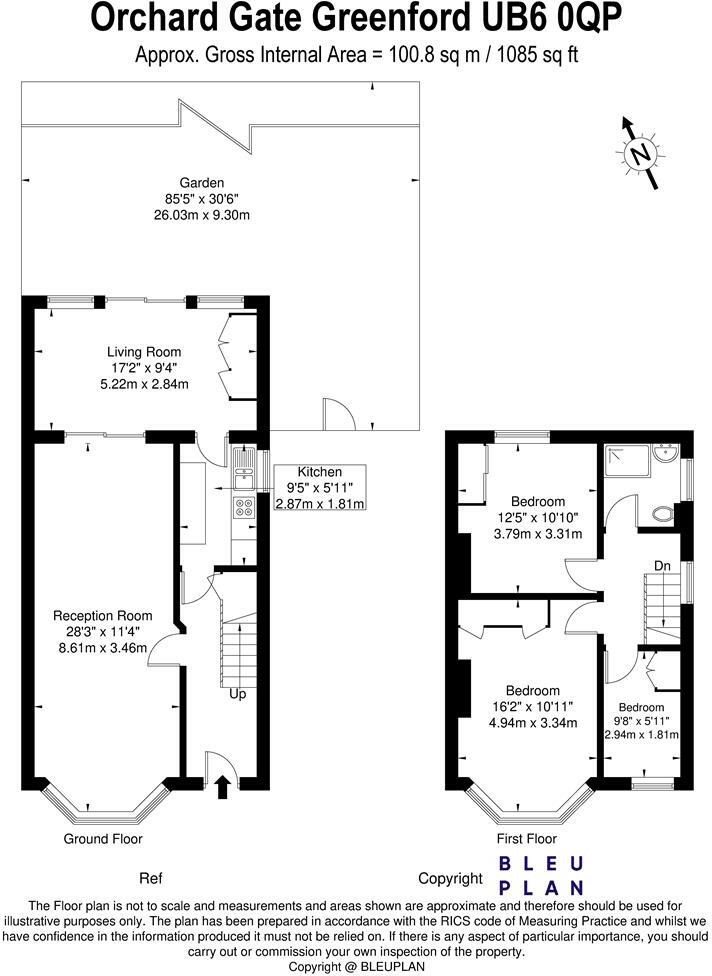 Orchard Gate Greenford UB6 0QP
Approx. Gross Internal Area = 100.8 sq m / 1085 sq ft
N
Garden
85'5" x 30'6"
26.03m x 9.30m
Living Room
17'2" x 9'4"
5.22m x 2.84m
Kitchen
9'5" x 5'11"
2.87m x 1.81m
Reception Room
28'3" x 11'4"
8.61m x 3.46m
Up
Ground Floor
Bedroom
12'5" x 10'10"
3.79m x 3.31m
Dn
Bedroom
16'2" x 10'11"
4.94m x 3.34m
Bedroom
9'8" x 5'11"
2.94m x 1.81m
First Floor
Ref
Copyright
BLEU
PLAN
The Floor plan is not to scale and measurements and areas shown are approximate and therefore should be used for
illustrative purposes only. The plan has been prepared in accordance with the RICS code of Measuring Practice and whilst we
have confidence in the information produced it must not be relied on. If there is any aspect of particular importance, you should
carry out or commission your own inspection of the property.
Copyright @ BLEUPLAN